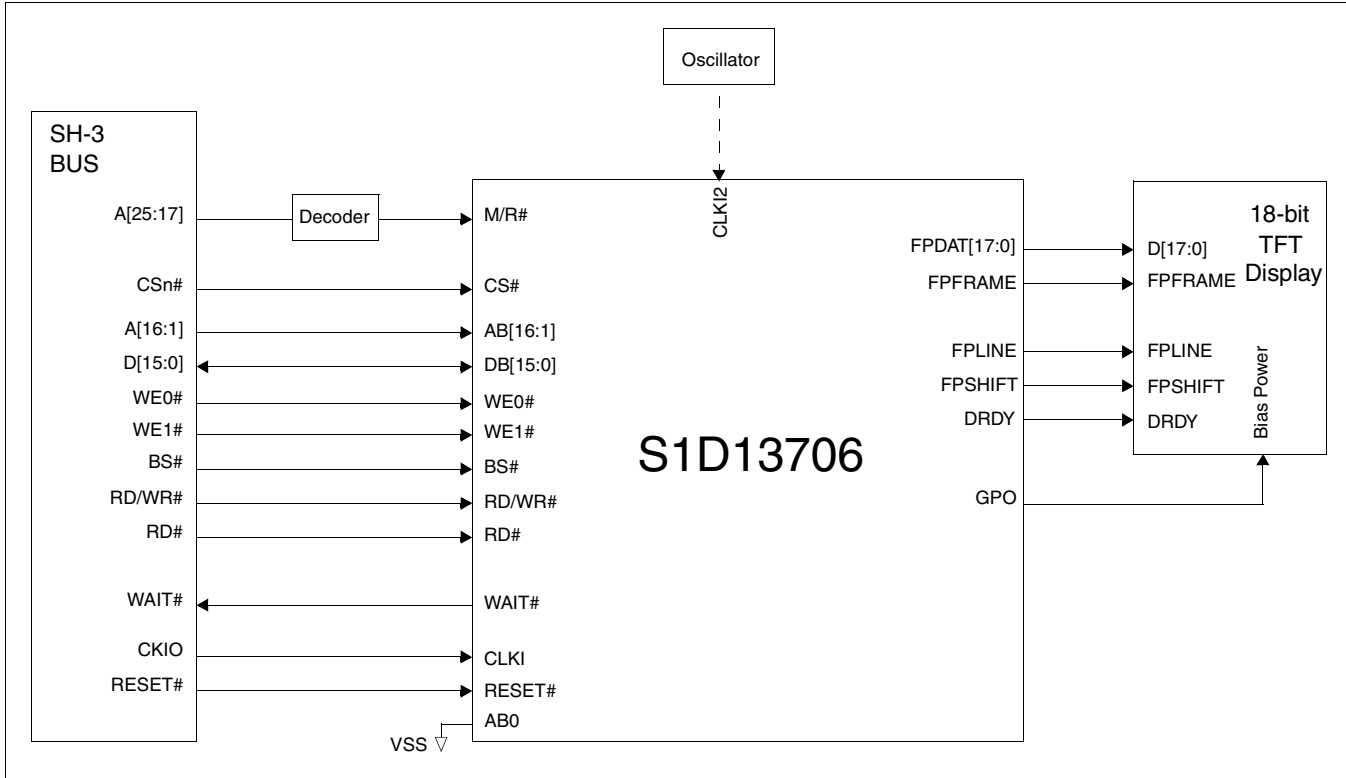 Oscillator
SH-3
BUS
A[25:17]
Decoder
M/R#
CLKI2
CSn#
CS#
A[16:1]
AB[16:1]
D[15:0]
DB[15:0]
WE0#
WE0#
WE1#
WE1#
BS#
BS#
RD/WR#
RD/WR#
RD#
RD#
WAIT#
WAIT#
CKIO
CLKI
RESET#
RESET#
AB0
VSS
S1D13706
FPDAT[17:0]
FPFRAME
FPLINE
FPSHIFT
DRDY
GPO
18-bit
TFT
Display
D[17:0]
FPFRAME
FPLINE
FPSHIFT
DRDY
Bias Power